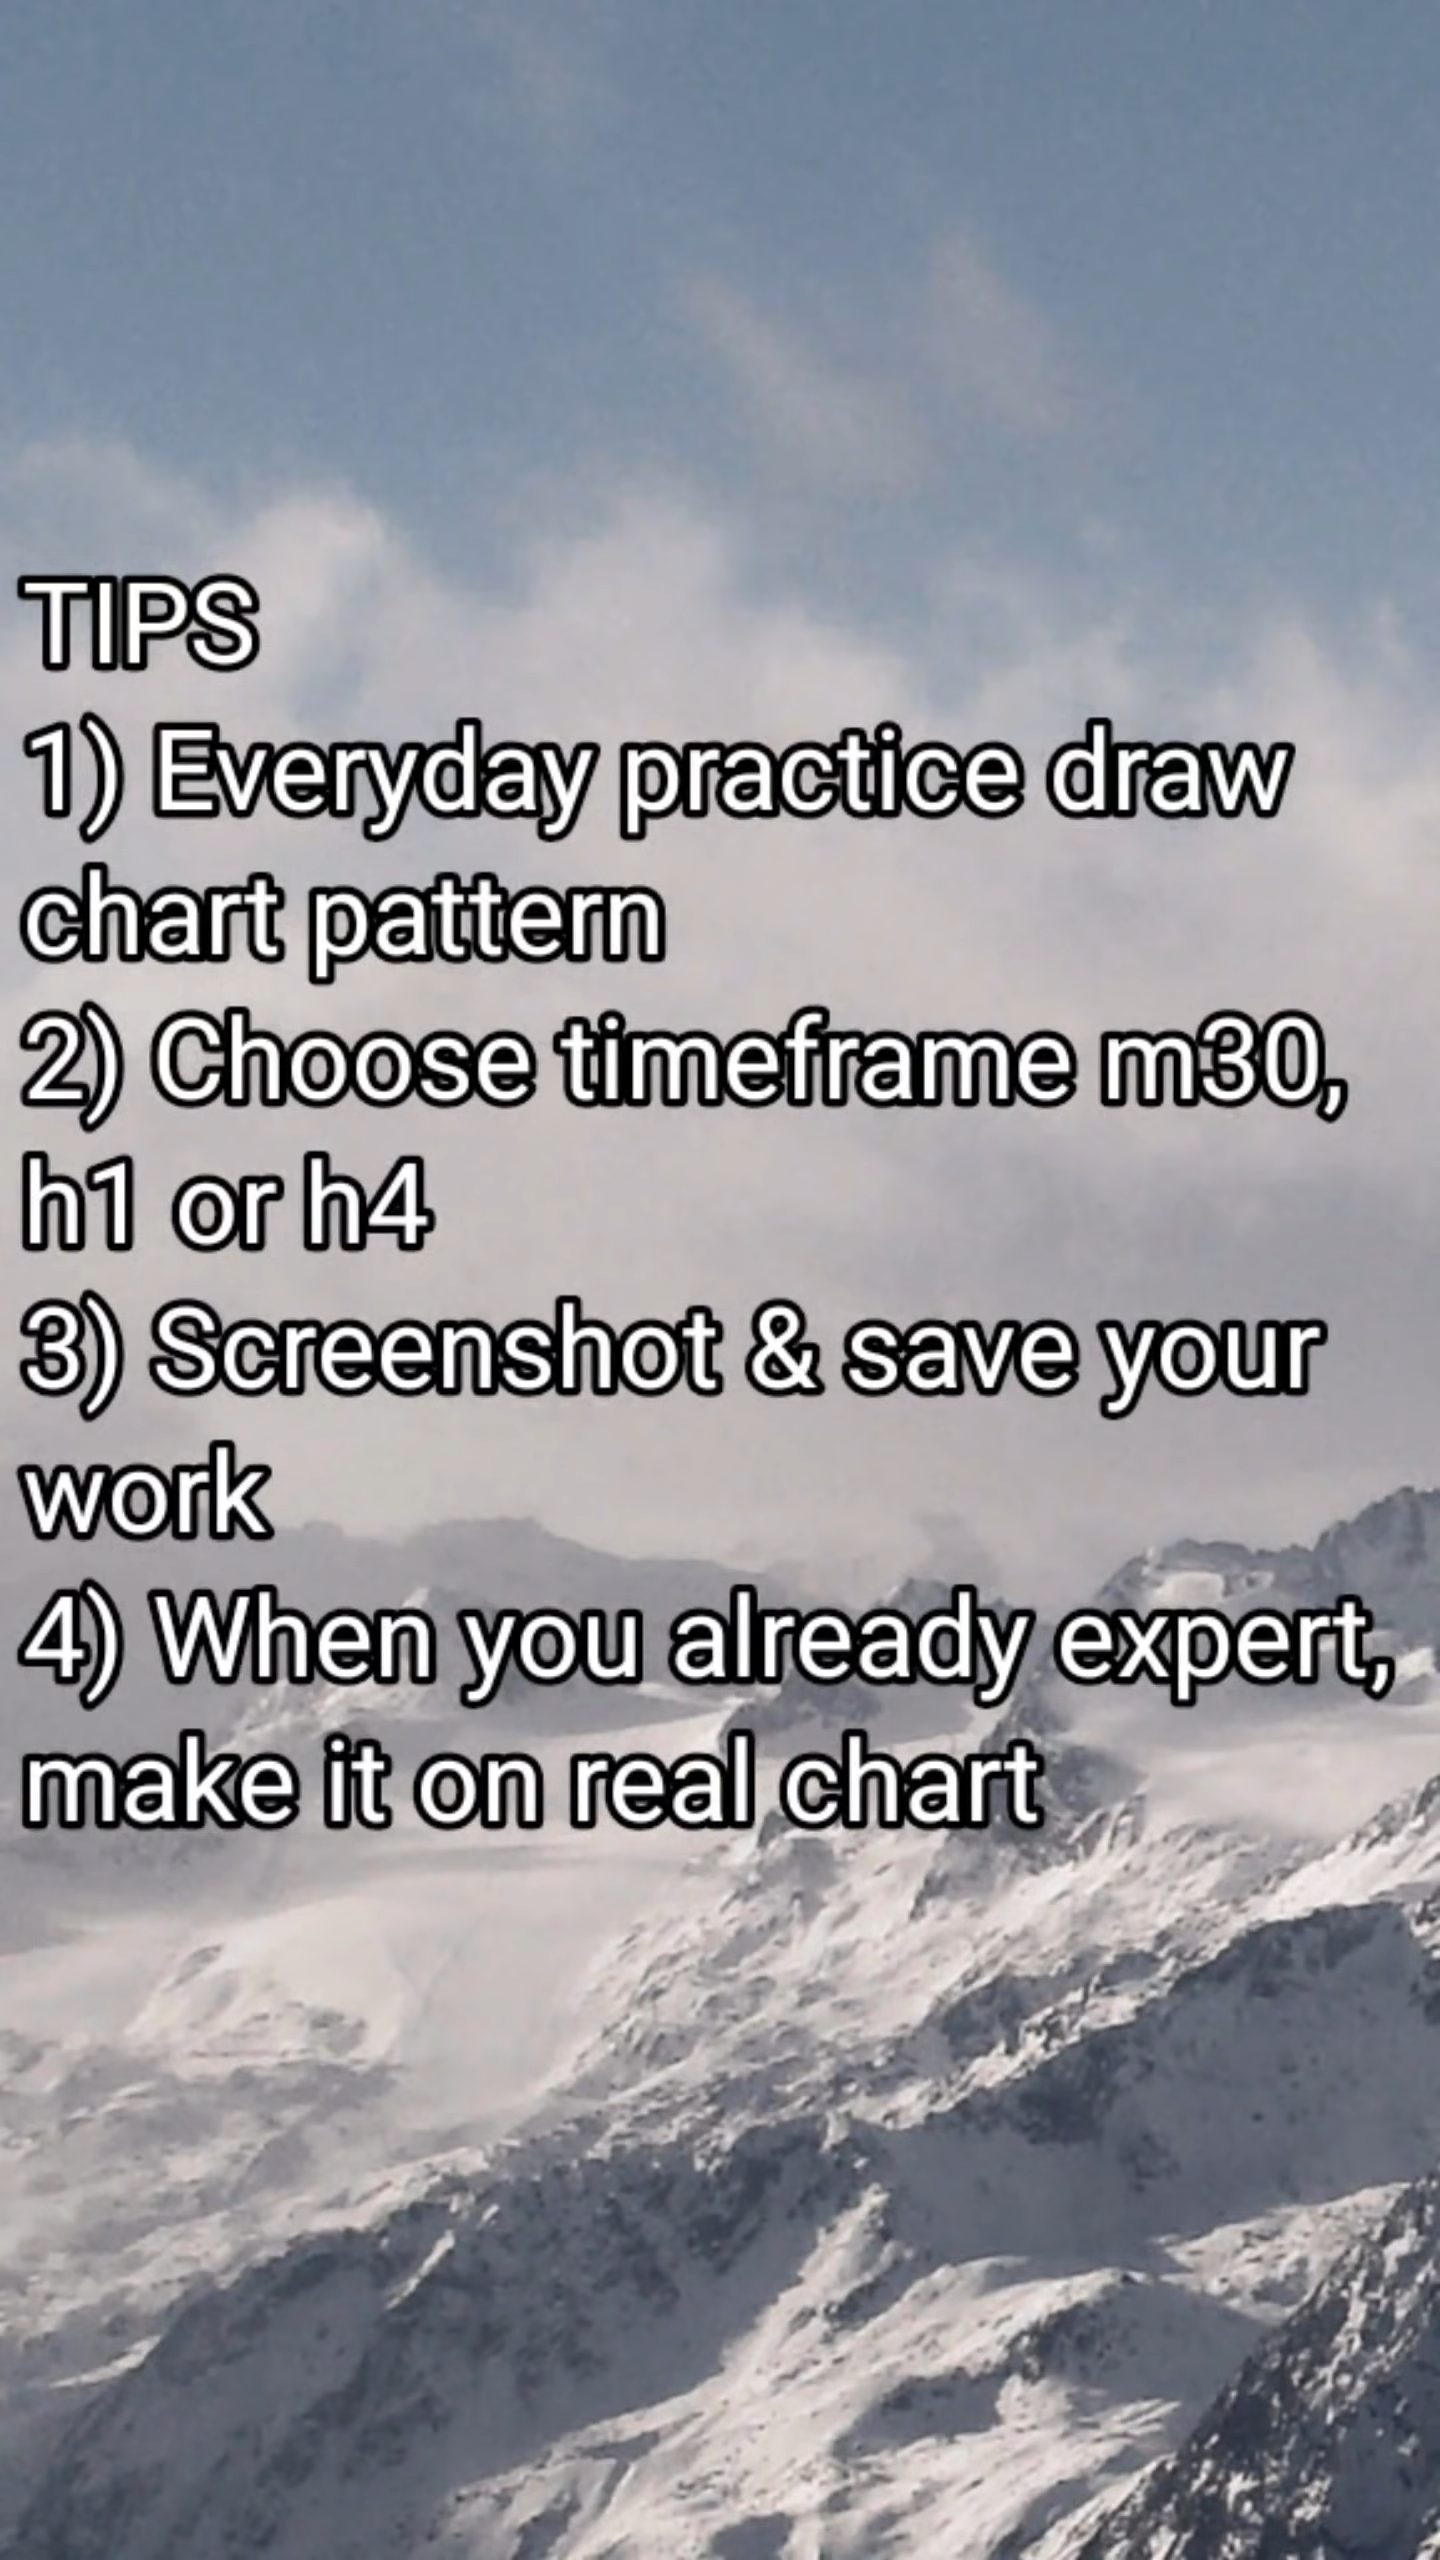 TIPS
1) Everyday practice draw
chart pattern
2) Choose timeframe m30,
h1 or h4
3) Screenshot & save your
work
4) When you already expert,
make it on real chart